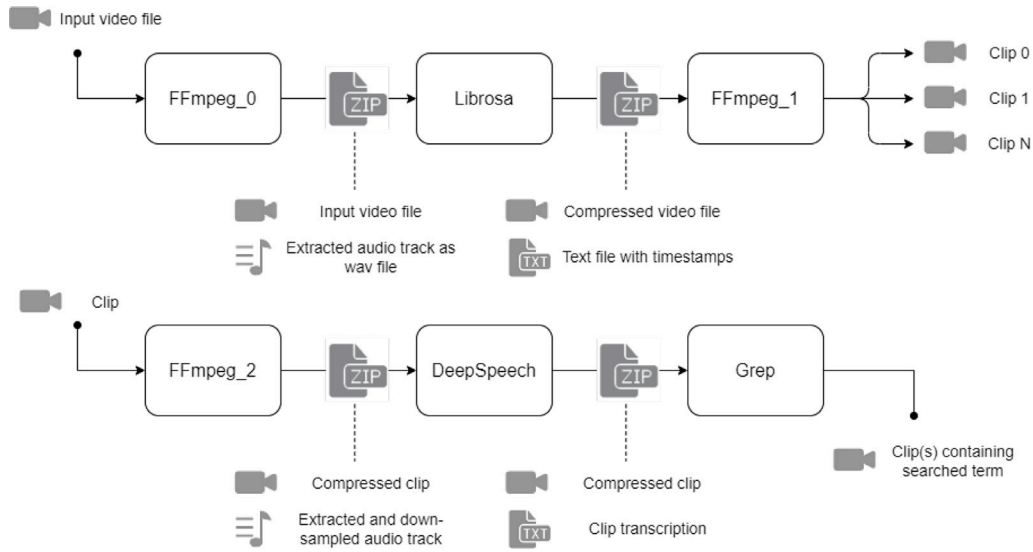 Input video file
FFmpeg_0
ZIP
Librosa
ZIP
FFmpeg_1
Clip 0
Clip 1
Clip N
Input video file
Extracted audio track as
wav file
Compressed video file
TXT
Text file with timestamps
Clip
FFmpeg_2
ZIP
DeepSpeech
ZIP
Grep
Clip(s) containing
searched term
Compressed clip
Extracted and down-
sampled audio track
Compressed clip
TXT
Clip transcription